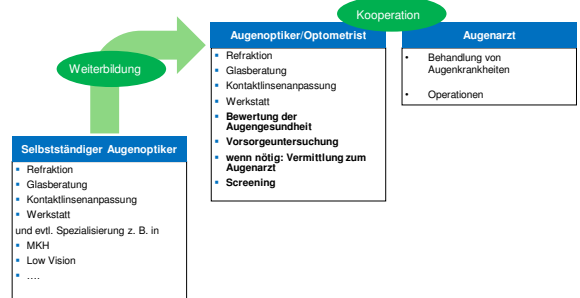 Kooperation
Augenoptiker/Optometrist
Refraktion
Glasberatung
Kontaktlinsenanpassung
Werkstatt
Bewertung der
Augengesundheit
Vorsorgeuntersuchung
wenn nötig: Vermittlung zum
Augenarzt
Screening
Augenarzt
Behandlung von
Augenkrankheiten
Operationen
Weiterbildung
Selbstständiger Augenoptiker
Refraktion
Glasberatung
Kontaktlinsenanpassung
Werkstatt
und evtl. Spezialisierung z. B. in
MKH
Low Vision
….